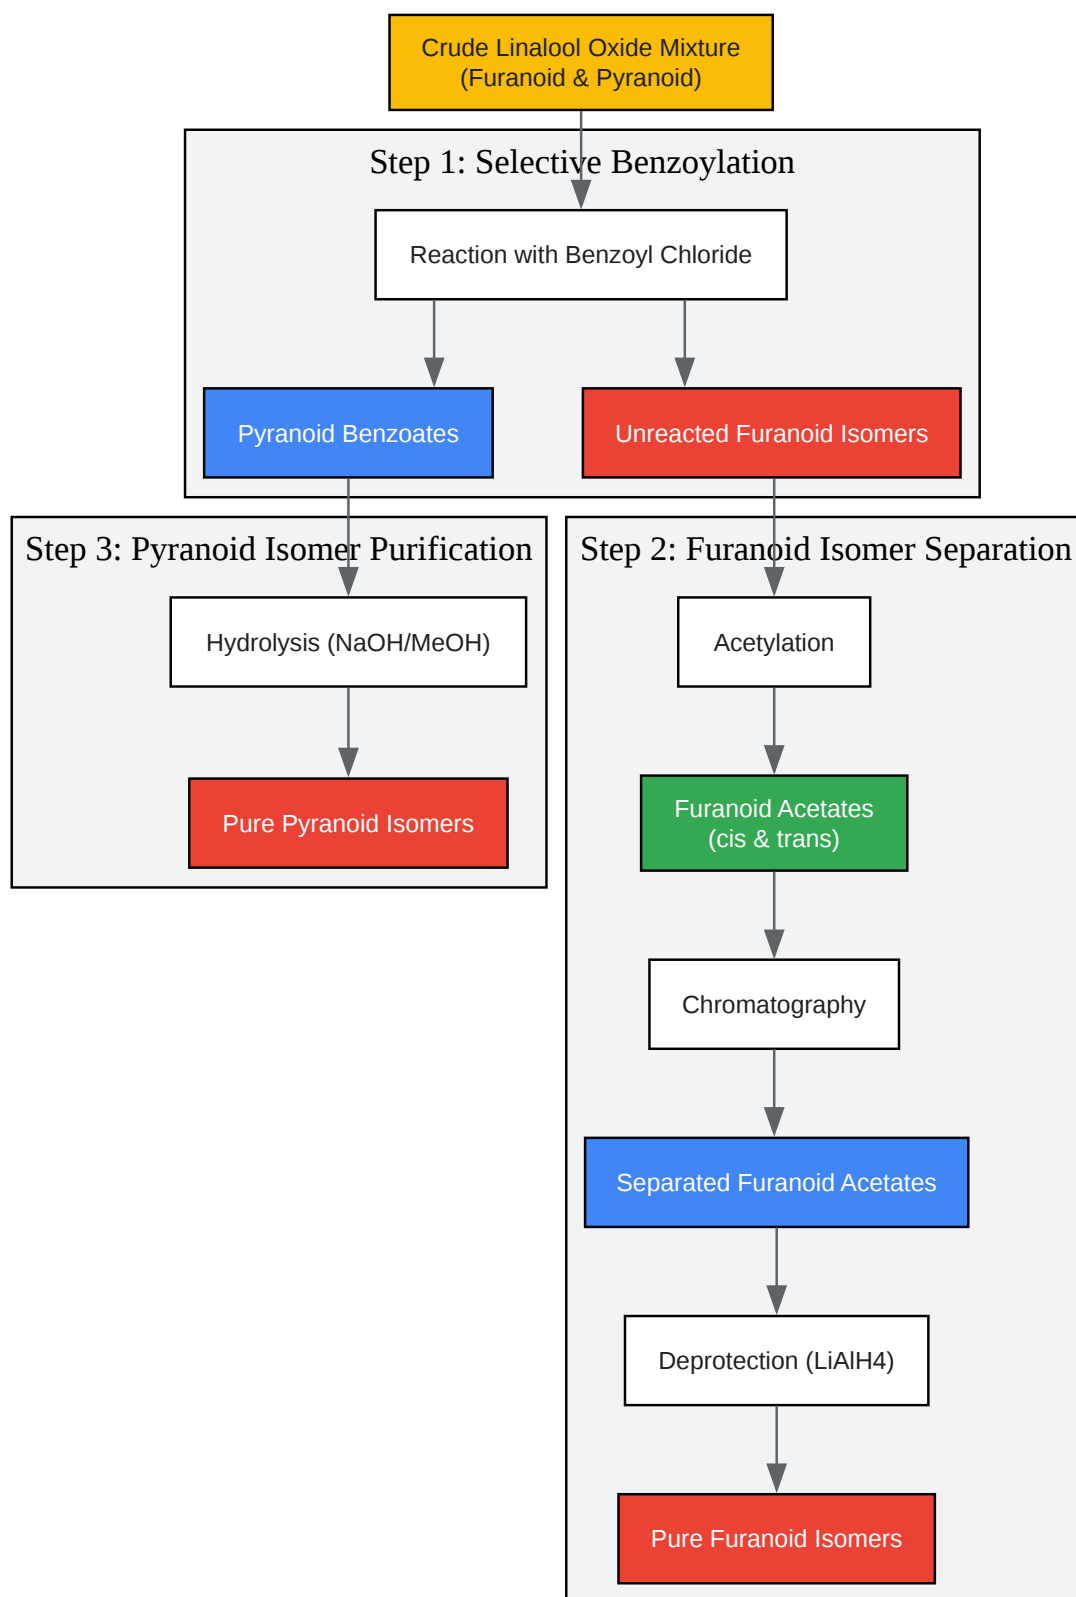 Crude Linalool Oxide Mixture
(Furanoid & Pyranoid)
Step 1: Selective Benzoylation
Reaction with Benzoyl Chloride
Pyranoid Benzoates
Unreacted Furanoid Isomers
Step 3: Pyranoid Isomer Purification
Hydrolysis (NaOH/MeOH)
Pure Pyranoid Isomers
Step 2: Furanoid Isomer Separation
Acetylation
Furanoid Acetates
(cis & trans)
Chromatography
Separated Furanoid Acetates
Deprotection (LiAlH4)
Pure Furanoid Isomers